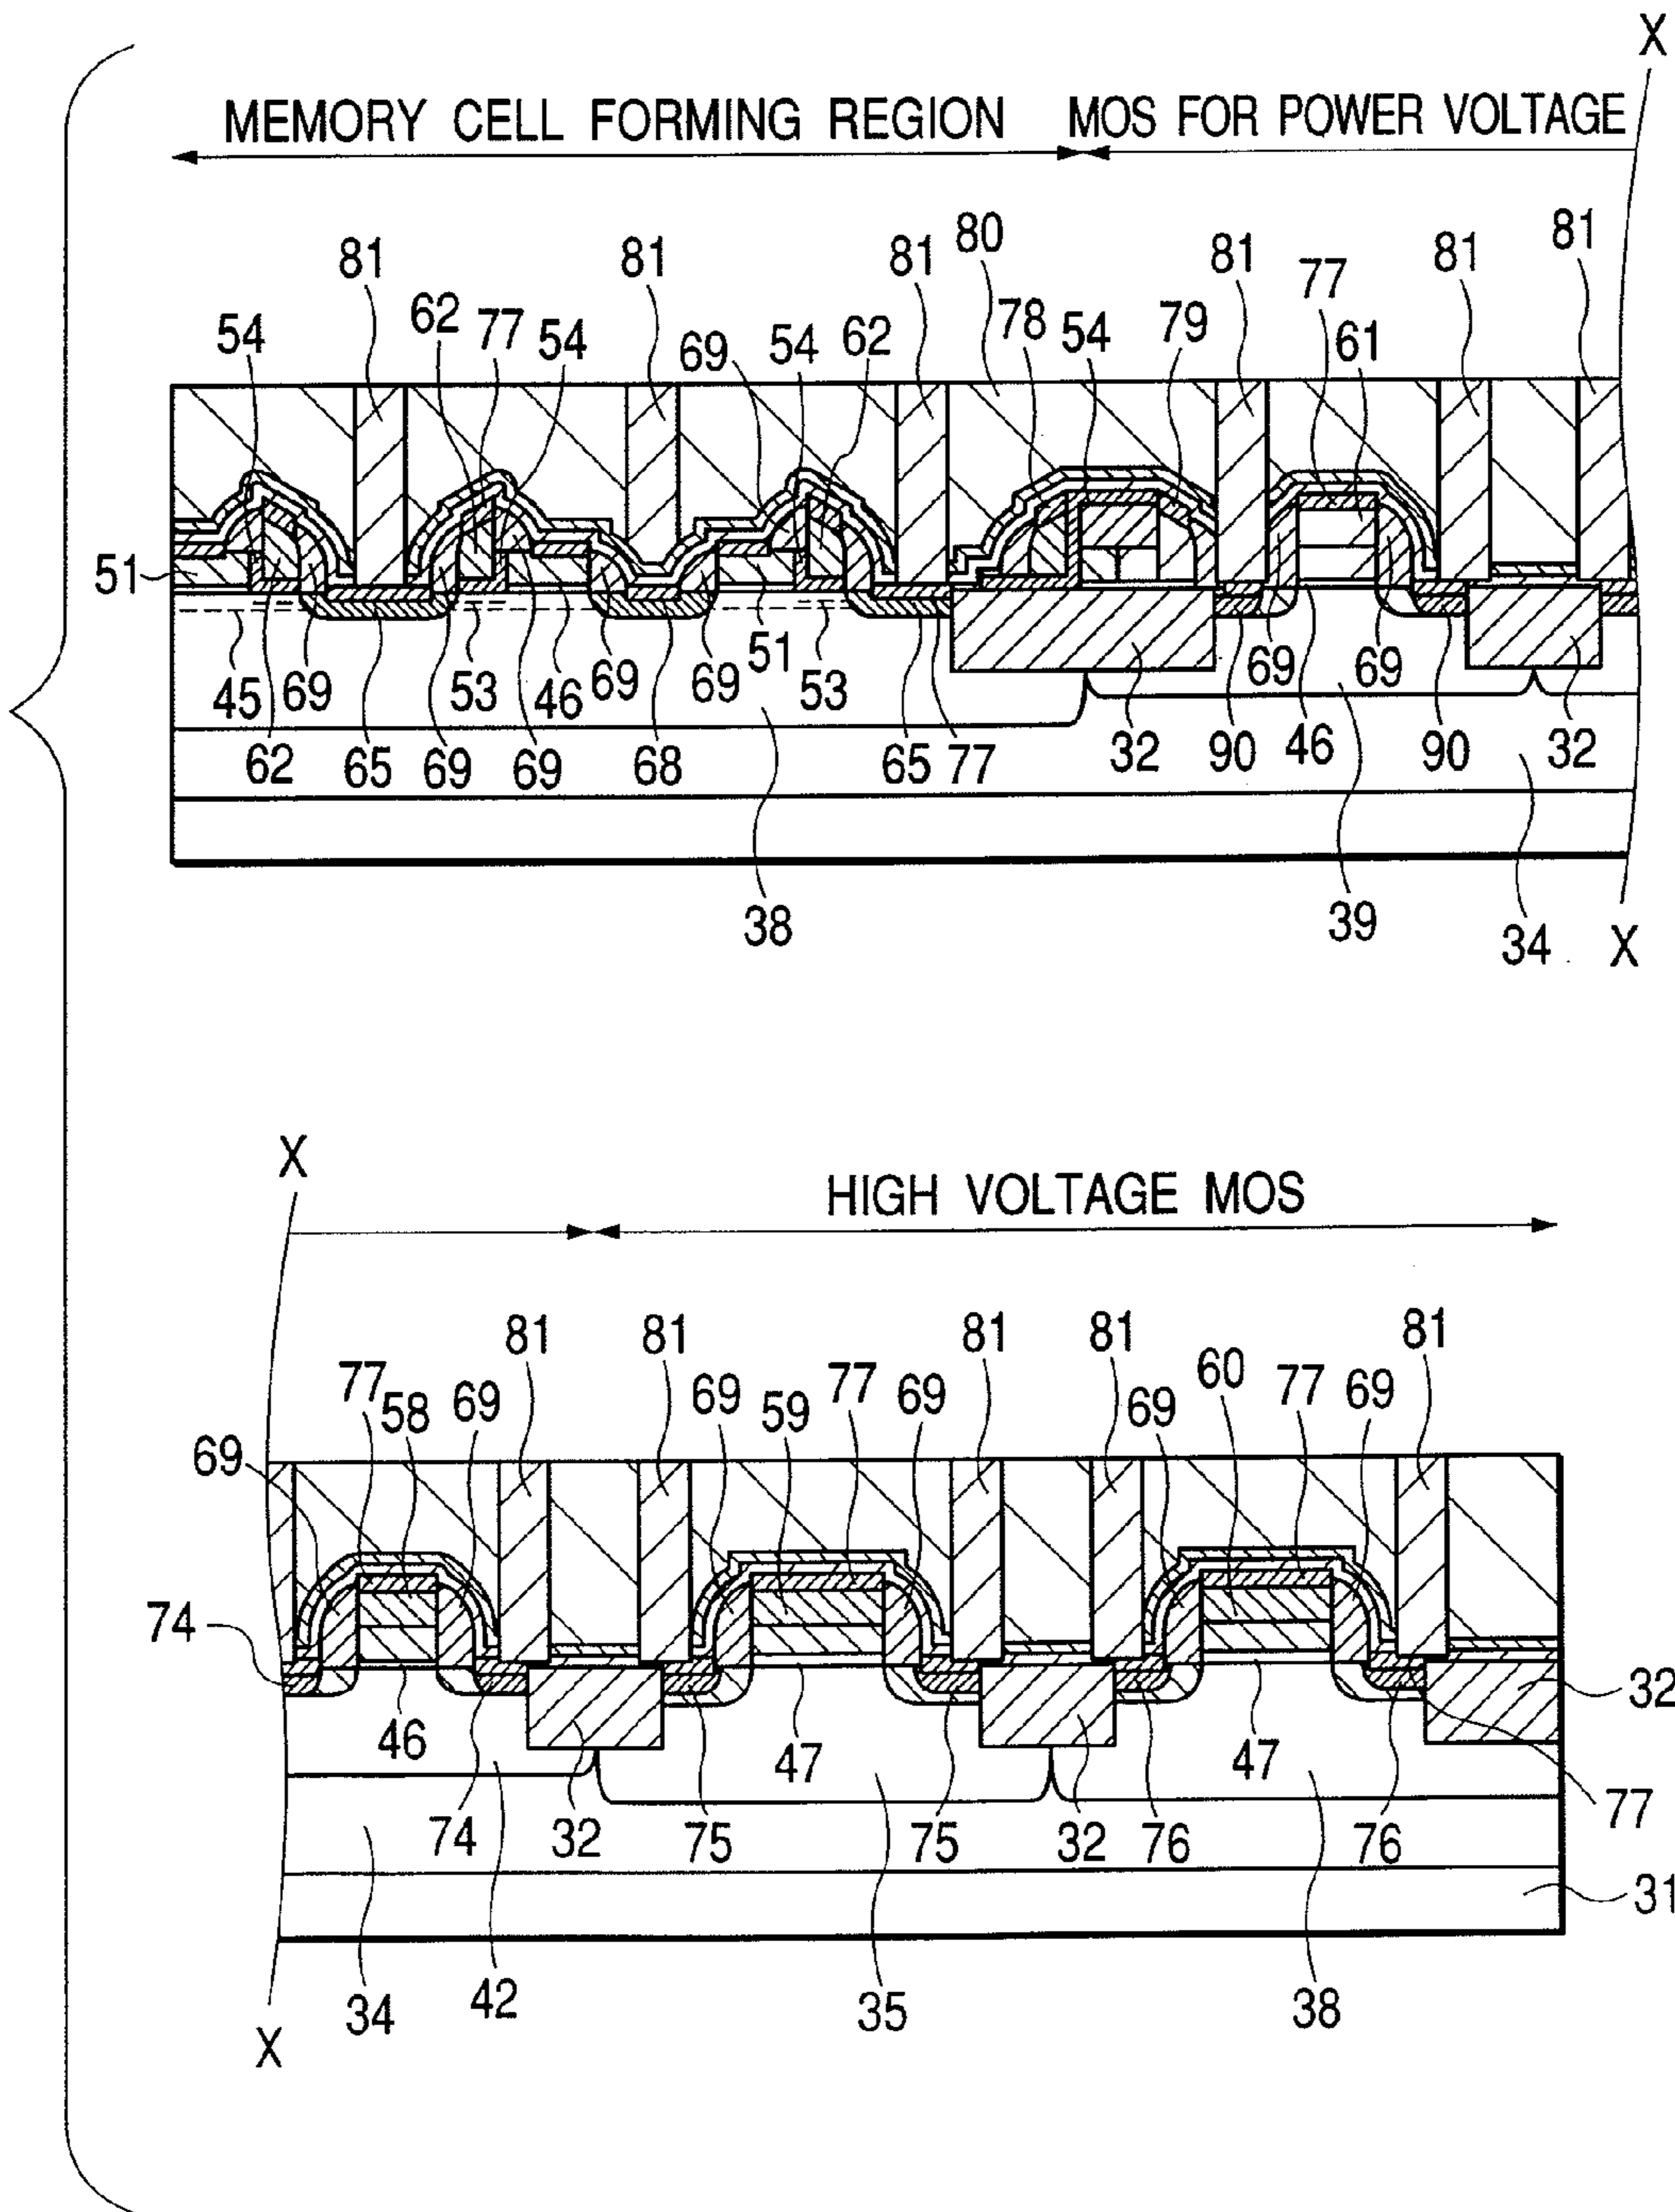 X
MEMORY CELL FORMING REGION MOS FOR POWER VOLTAGE
81 81 81 80 81 81 81
62 77 78 77
54 54 69 54 62 54 79 61
51
45 69 53 46 69 69 51 53 32 69 46 69 32
62 65 69 69 68 65 77 90 90
38 39 34 X
X
HIGH VOLTAGE MOS
81 81 81 81 81
77 58 69 69 59 77 69 69 60 77 69
69
74
46 47 47 32
74 32 75 75 32 76 76 77
31
34 42 35 38
X